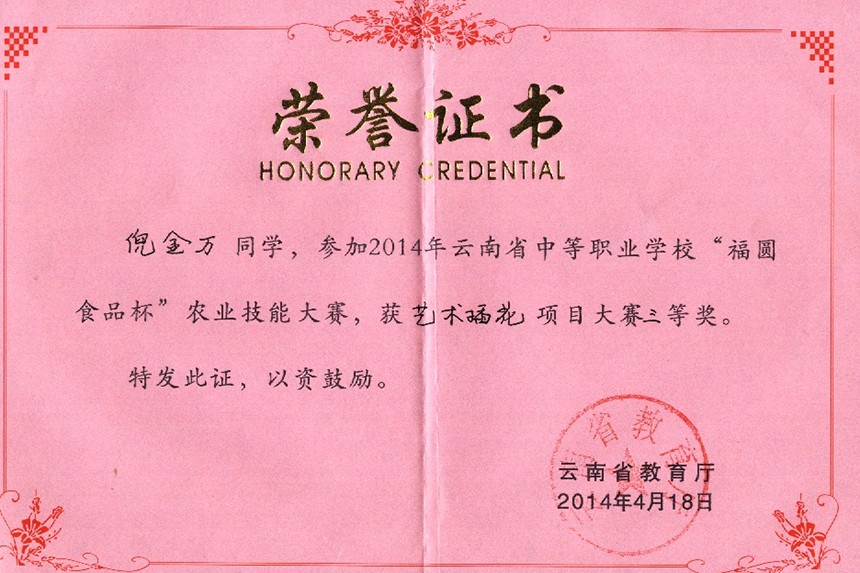 荣誉证书
HONORARY CREDENTIAL
倪金万 同学，参加2014年云南省中等职业学校“福圆
食品杯”农业技能大赛，获艺术插花项目大赛三等奖。
特发此证，以资鼓励。
云南省教育厅
2014年4月18日